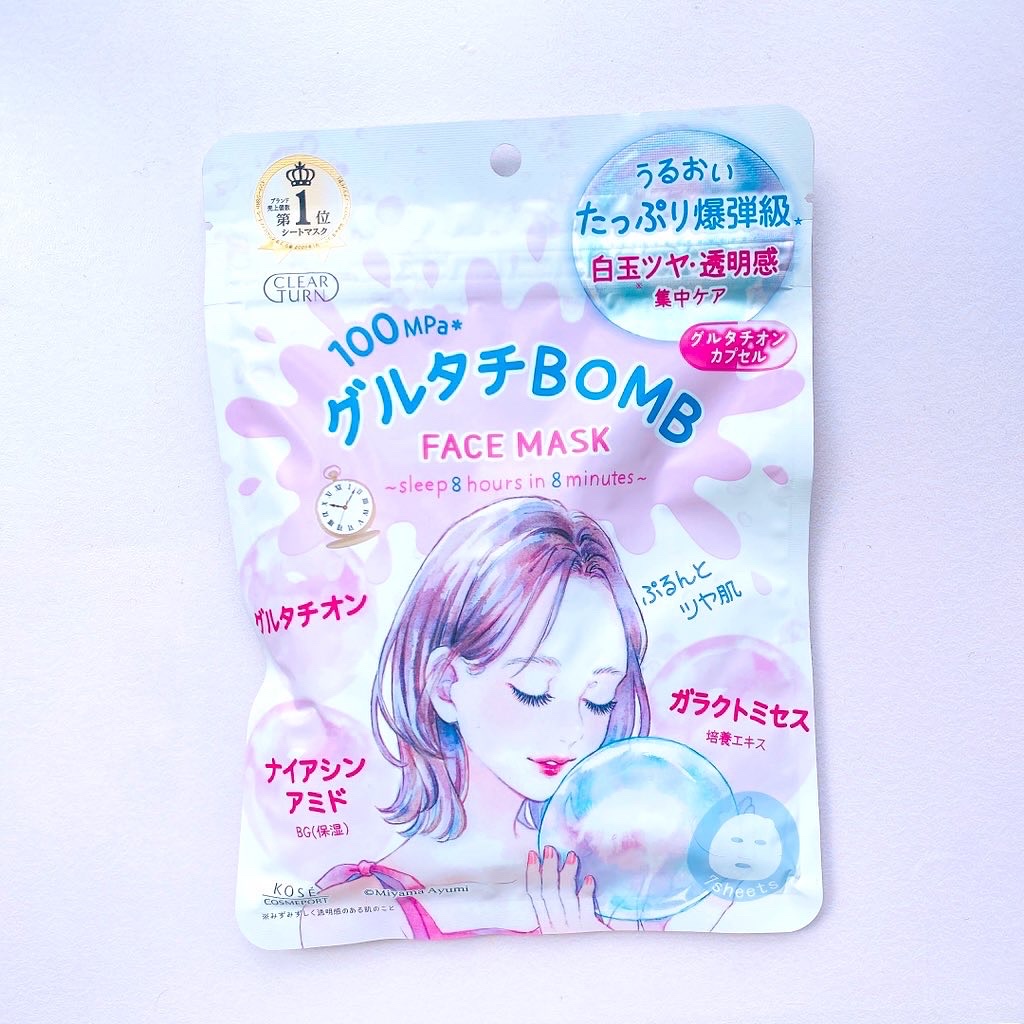 ブランド
売上個数
第1位
シートマスク
CLEAR
TURN
うるおい
たっぷり爆弾級★
白玉ツヤ・透明感
※
集中ケア
グルタチオン
カプセル
100MPa*
グルタチBOMB
FACE MASK
~sleep 8 hours in 8 minutes~
ぷるんと
ツヤ肌
グルタチオン
ガラクトミセス
培養エキス
ナイアシン
アミド
BG(保湿)
7sheets
KOSÉ
COSMEPORT
©Miyama Ayumi
※みずみずしく透明感のある肌のこと